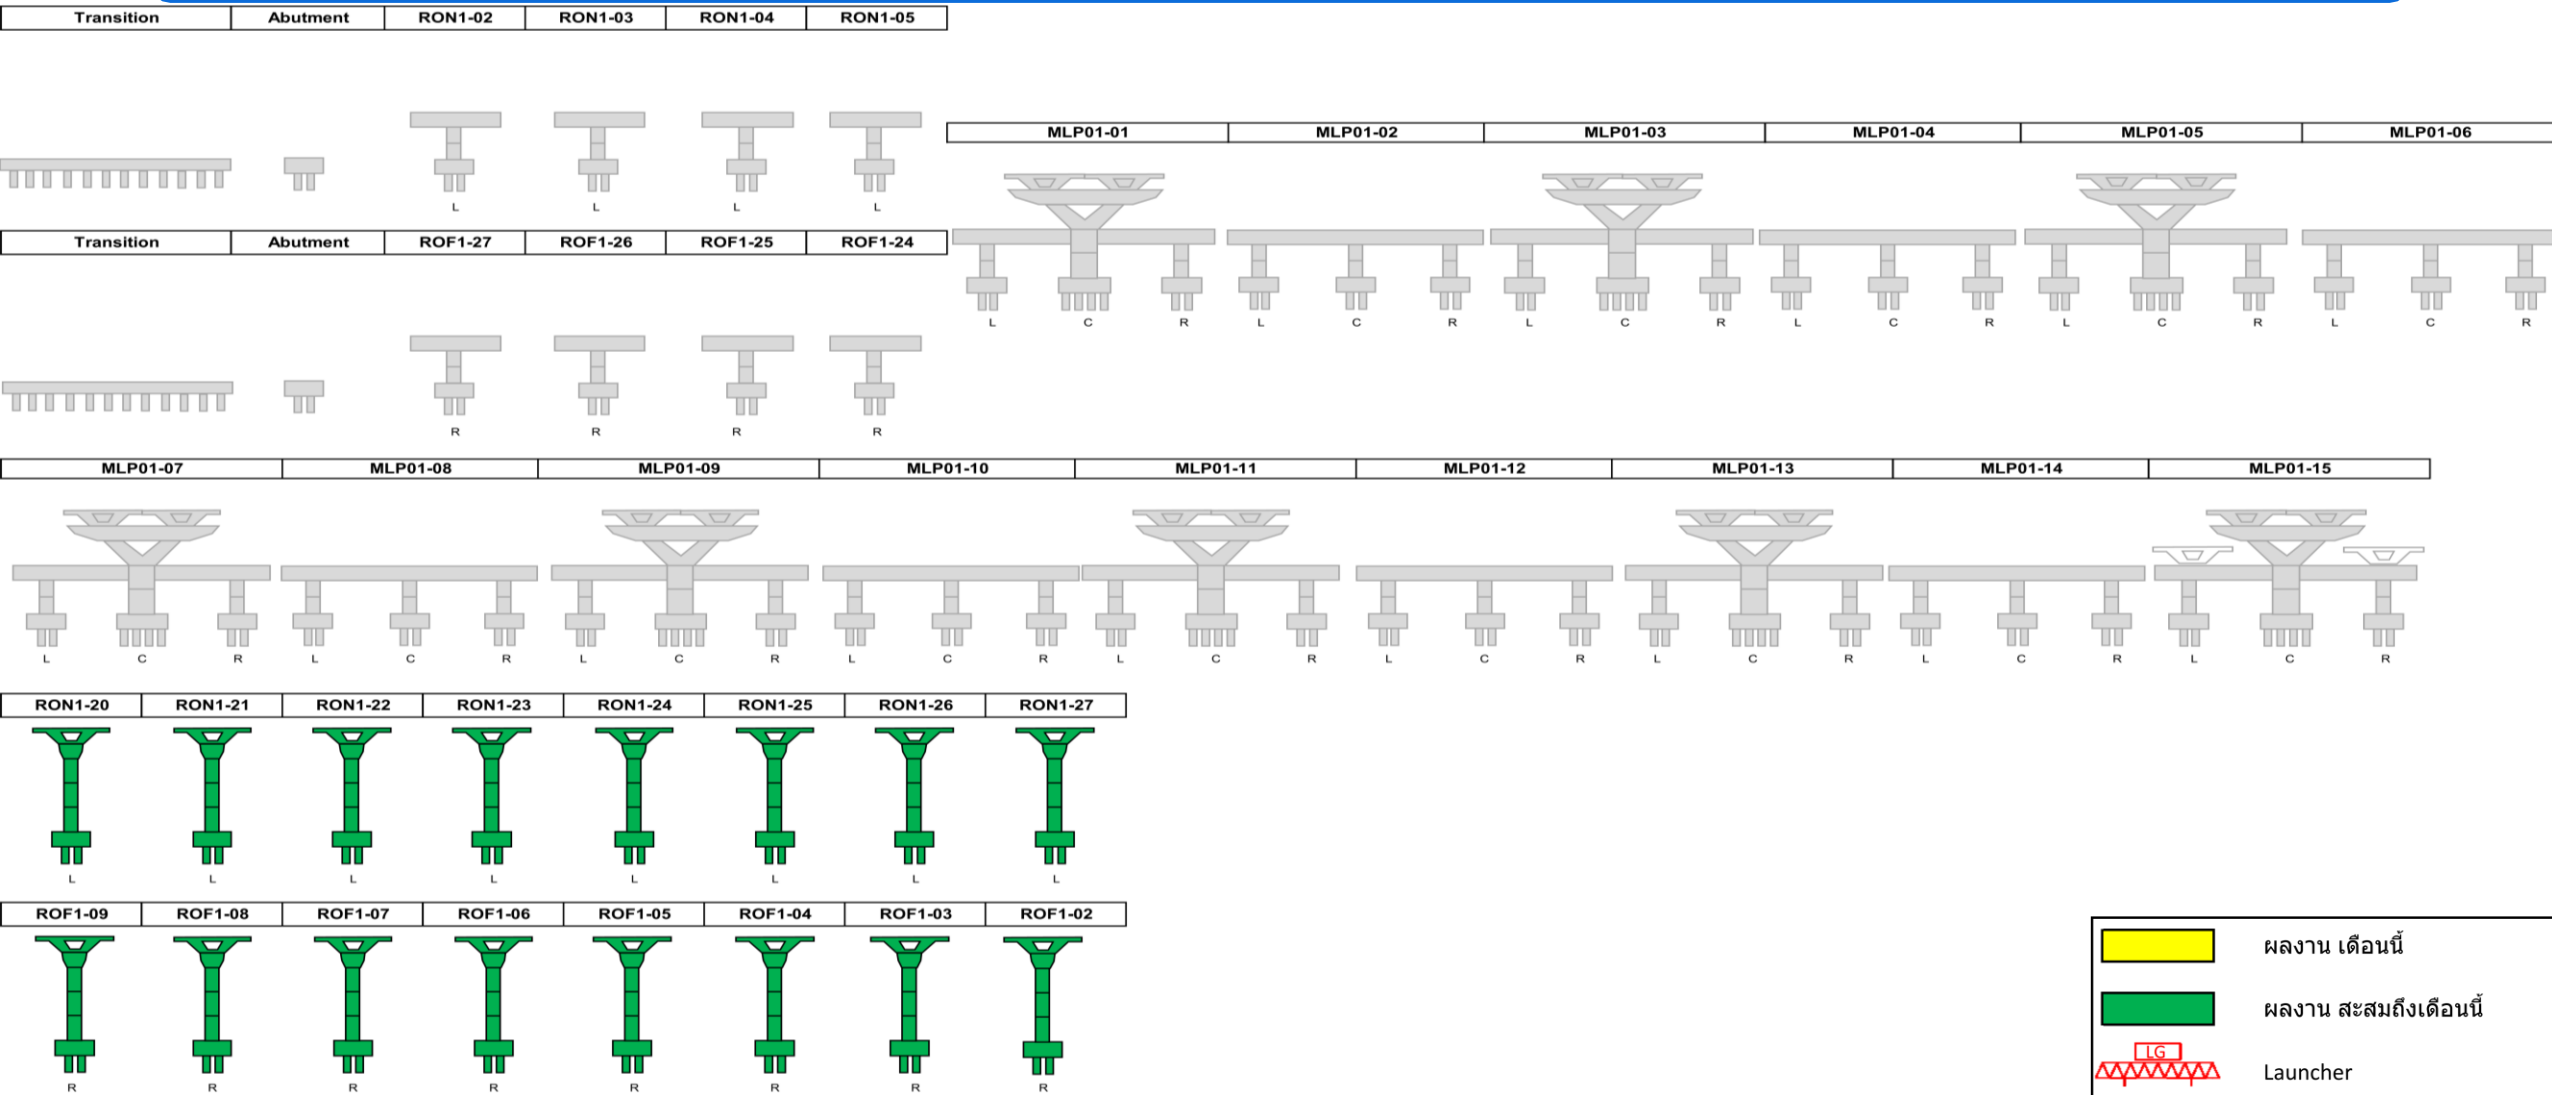 Transition Abutment RON1-02 RON1-03 RON1-04 RON1-05
L L L L
MLP01-01 MLP01-02 MLP01-03 MLP01-04 MLP01-05 MLP01-06
L C R L C R L C R L C R L C R L C R
Transition Abutment ROF1-27 ROF1-26 ROF1-25 ROF1-24
R R R R
MLP01-07 MLP01-08 MLP01-09 MLP01-10 MLP01-11 MLP01-12 MLP01-13 MLP01-14 MLP01-15
L C R L C R L C R L C R L C R L C R L C R L C R L C R
RON1-20 RON1-21 RON1-22 RON1-23 RON1-24 RON1-25 RON1-26 RON1-27
L L L L L L L L
ROF1-09 ROF1-08 ROF1-07 ROF1-06 ROF1-05 ROF1-04 ROF1-03 ROF1-02
R R R R R R R R
ผลงาน เดือนนี้
ผลงาน สะสมถึงเดือนนี้
LG Launcher